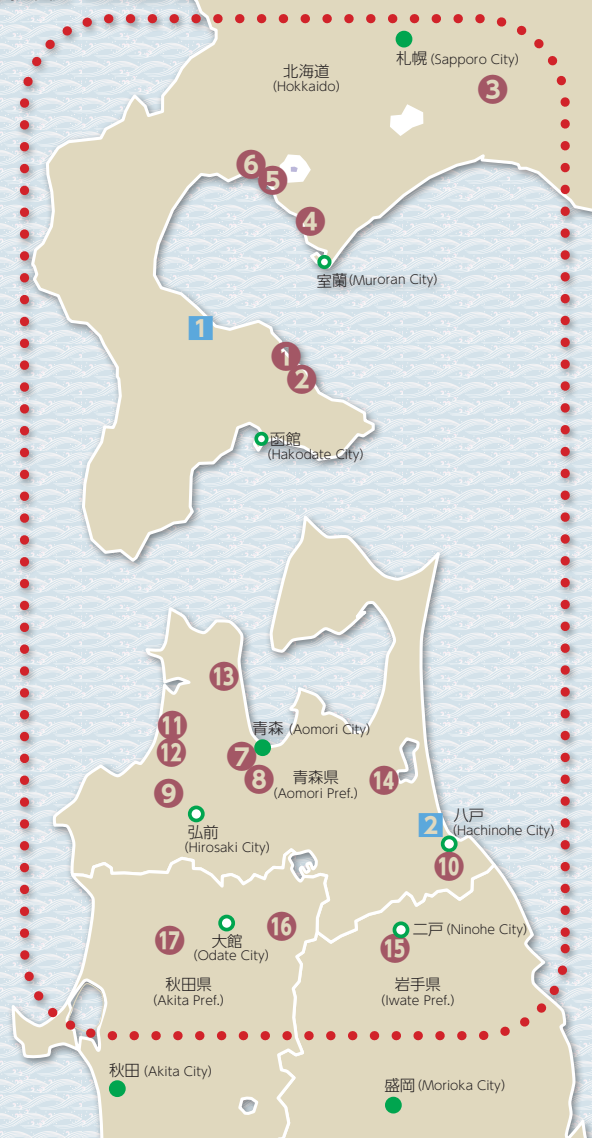 札幌 (Sapporo City)
北海道
(Hokkaido)
3
6
5
4
室蘭 (Muroran City)
1
1
2
函館
(Hakodate City)
13
11
青森 (Aomori City)
12
7
8
青森県
(Aomori Pref.)
14
9
弘前
(Hirosaki City)
2
八戸
(Hachinohe City)
10
16
17
大館
(Odate City)
二戸 (Ninohe City)
15
秋田県
(Akita Pref.)
岩手県
(Iwate Pref.)
秋田 (Akita City)
盛岡 (Morioka City)